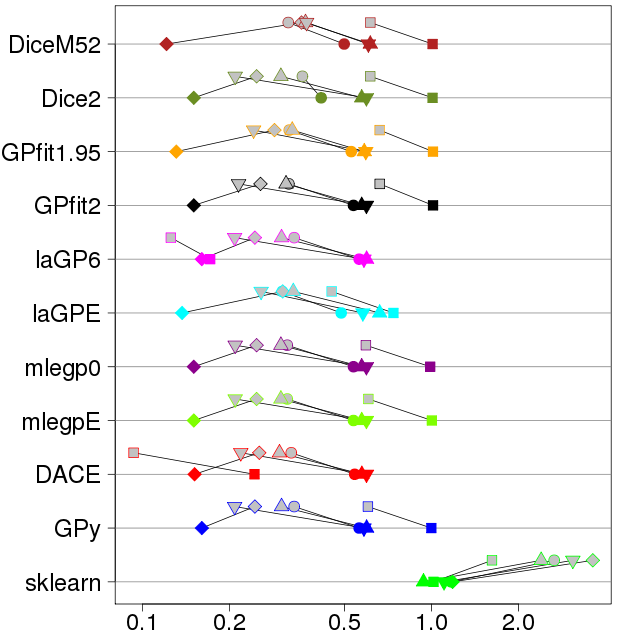 DiceM52
Dice2
GPfit1.95
GPfit2
laGP6
laGPE
mlegp0
mlegpE
DACE
GPy
sklearn
0.1 0.2 0.5 1.0 2.0